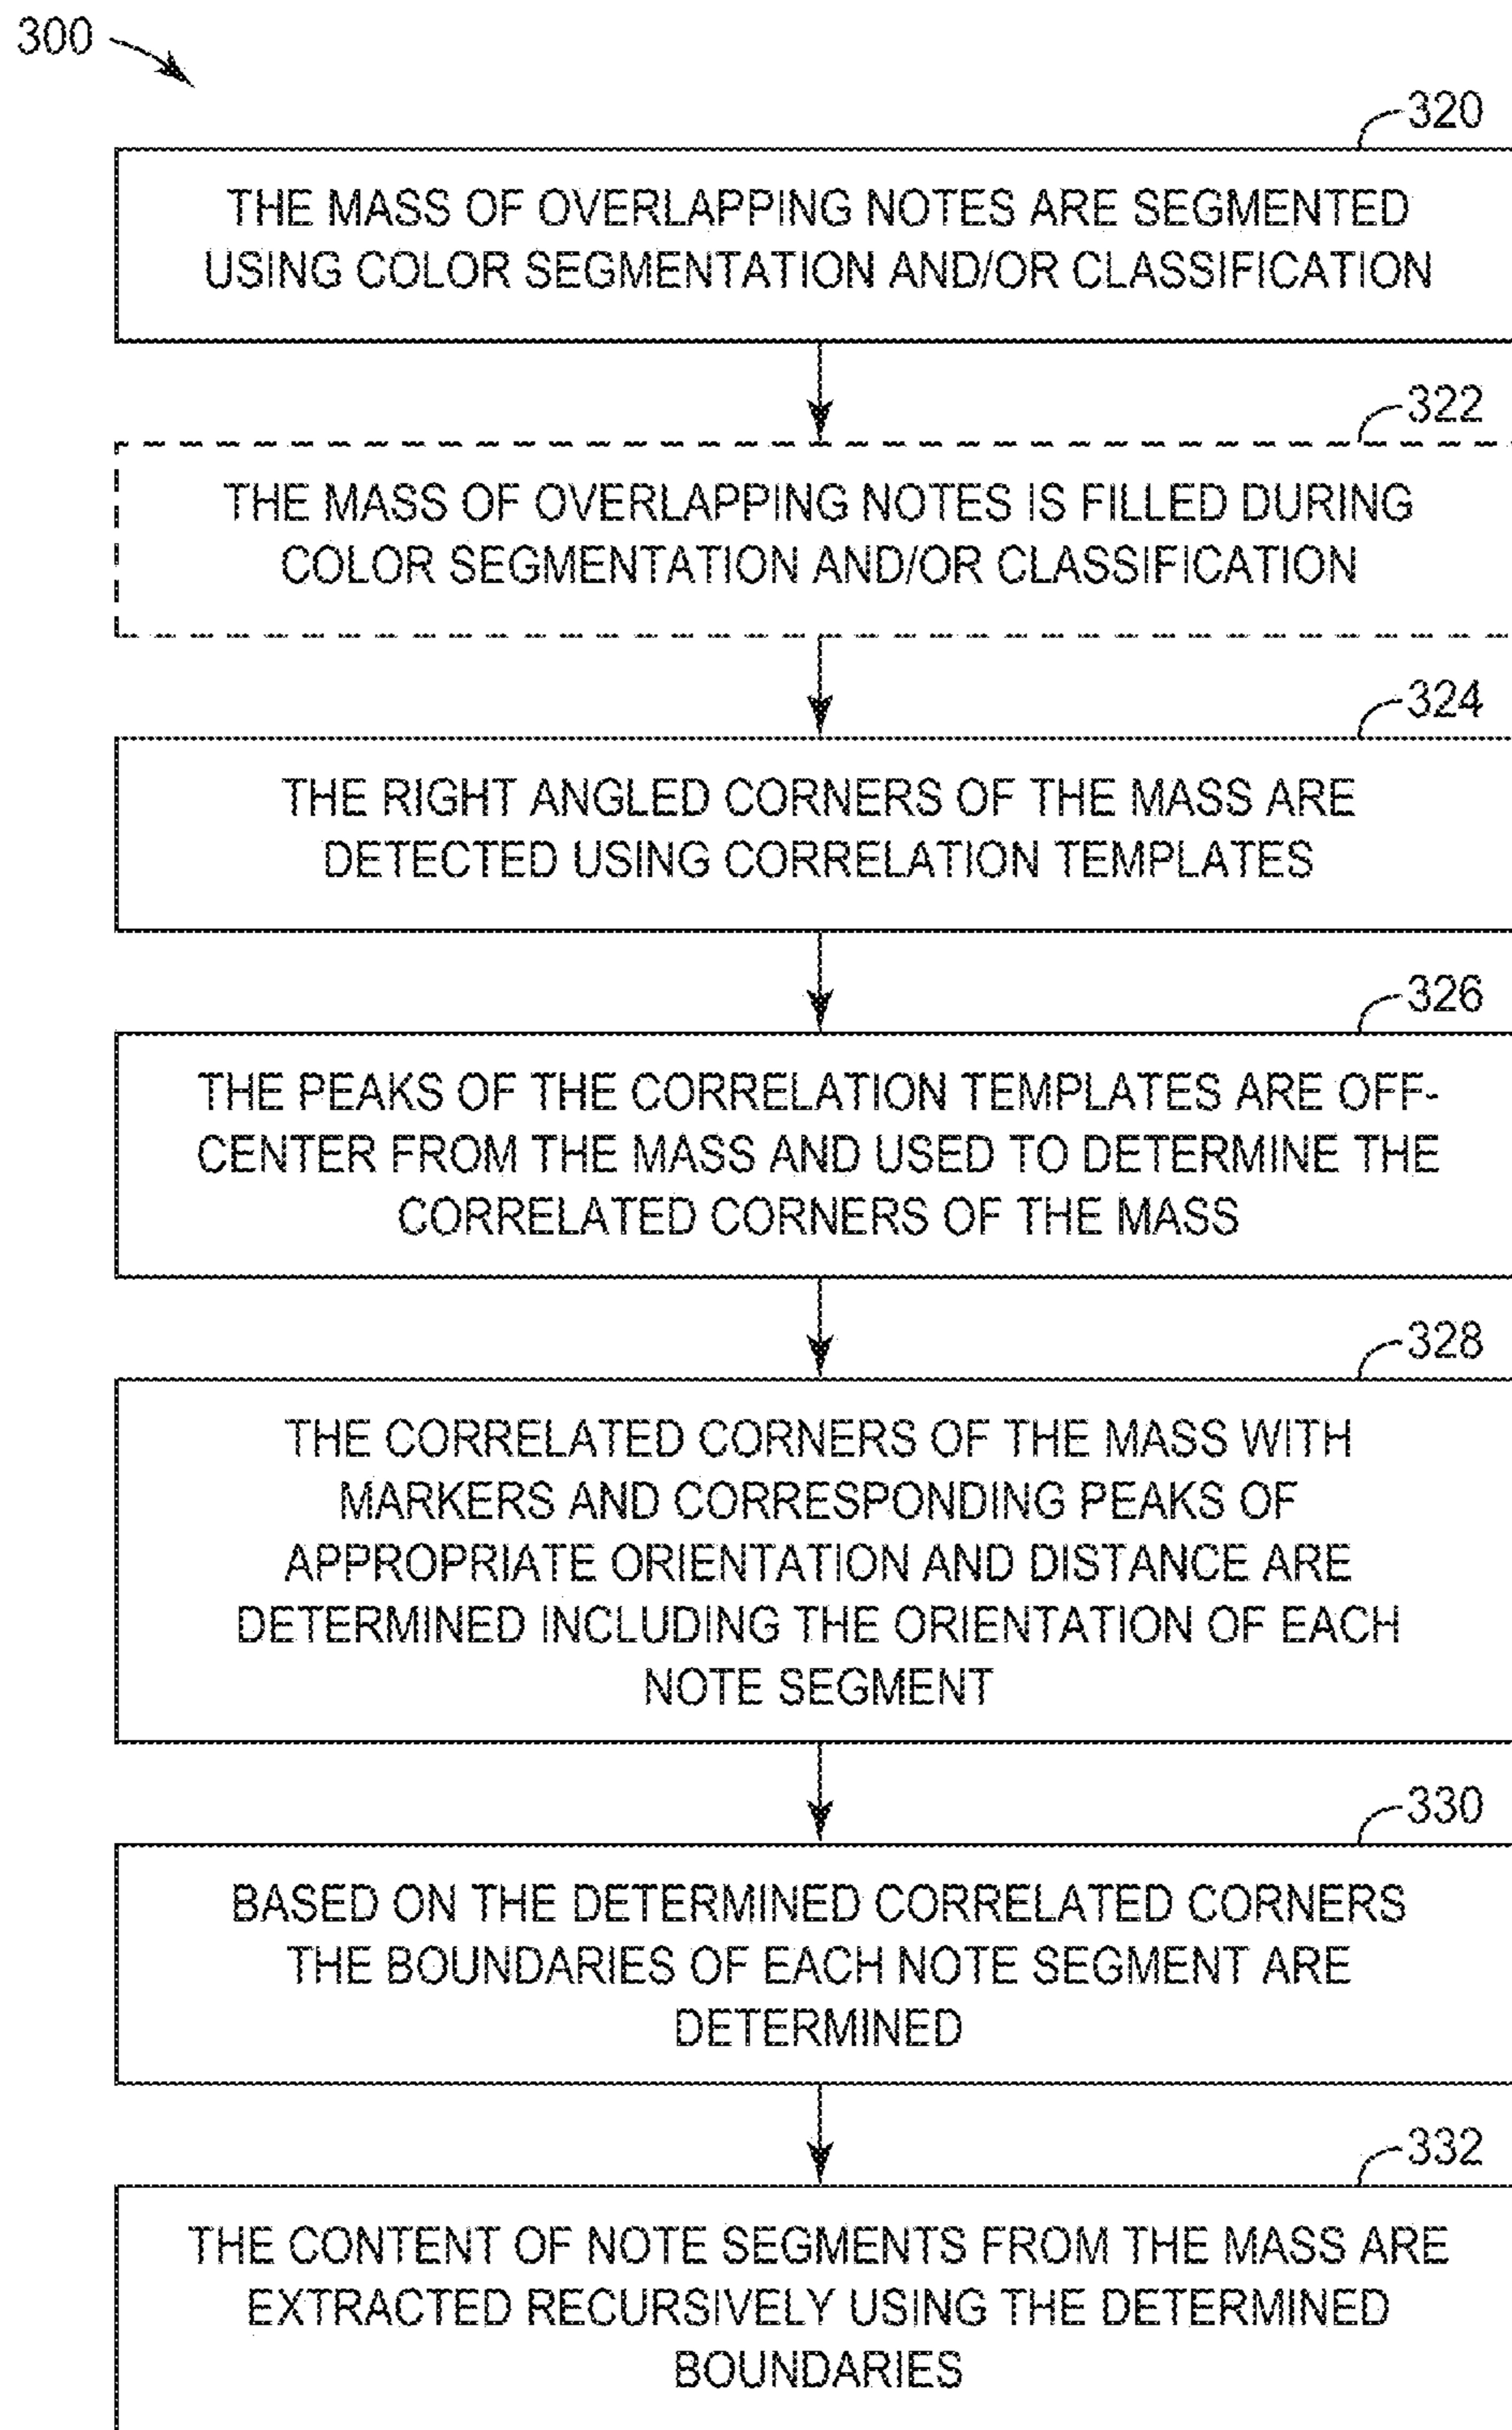 300
320
THE MASS OF OVERLAPPING NOTES ARE SEGMENTED
USING COLOR SEGMENTATION AND/OR CLASSIFICATION
322
THE MASS OF OVERLAPPING NOTES IS FILLED DURING
COLOR SEGMENTATION AND/OR CLASSIFICATION
324
THE RIGHT ANGLED CORNERS OF THE MASS ARE
DETECTED USING CORRELATION TEMPLATES
326
THE PEAKS OF THE CORRELATION TEMPLATES ARE OFF-
CENTER FROM THE MASS AND USED TO DETERMINE THE
CORRELATED CORNERS OF THE MASS
328
THE CORRELATED CORNERS OF THE MASS WITH
MARKERS AND CORRESPONDING PEAKS OF
APPROPRIATE ORIENTATION AND DISTANCE ARE
DETERMINED INCLUDING THE ORIENTATION OF EACH
NOTE SEGMENT
330
BASED ON THE DETERMINED CORRELATED CORNERS
THE BOUNDARIES OF EACH NOTE SEGMENT ARE
DETERMINED
332
THE CONTENT OF NOTE SEGMENTS FROM THE MASS ARE
EXTRACTED RECURSIVELY USING THE DETERMINED
BOUNDARIES